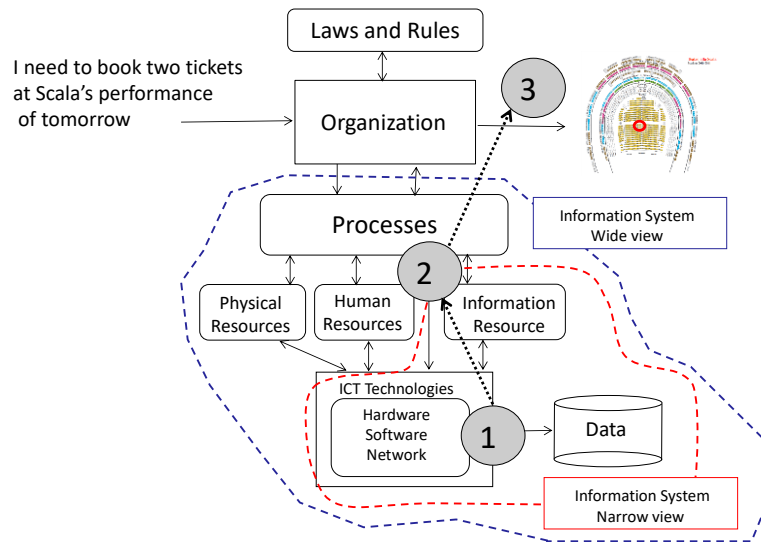 Laws and Rules
I need to book two tickets
at Scala's performance
of tomorrow
3
Organization
Processes
Information System
Wide view
2
Physical
Resources
Human
Resources
Information
Resource
ICT Technologies
Hardware
Software
Network
1
Data
Information System
Narrow view